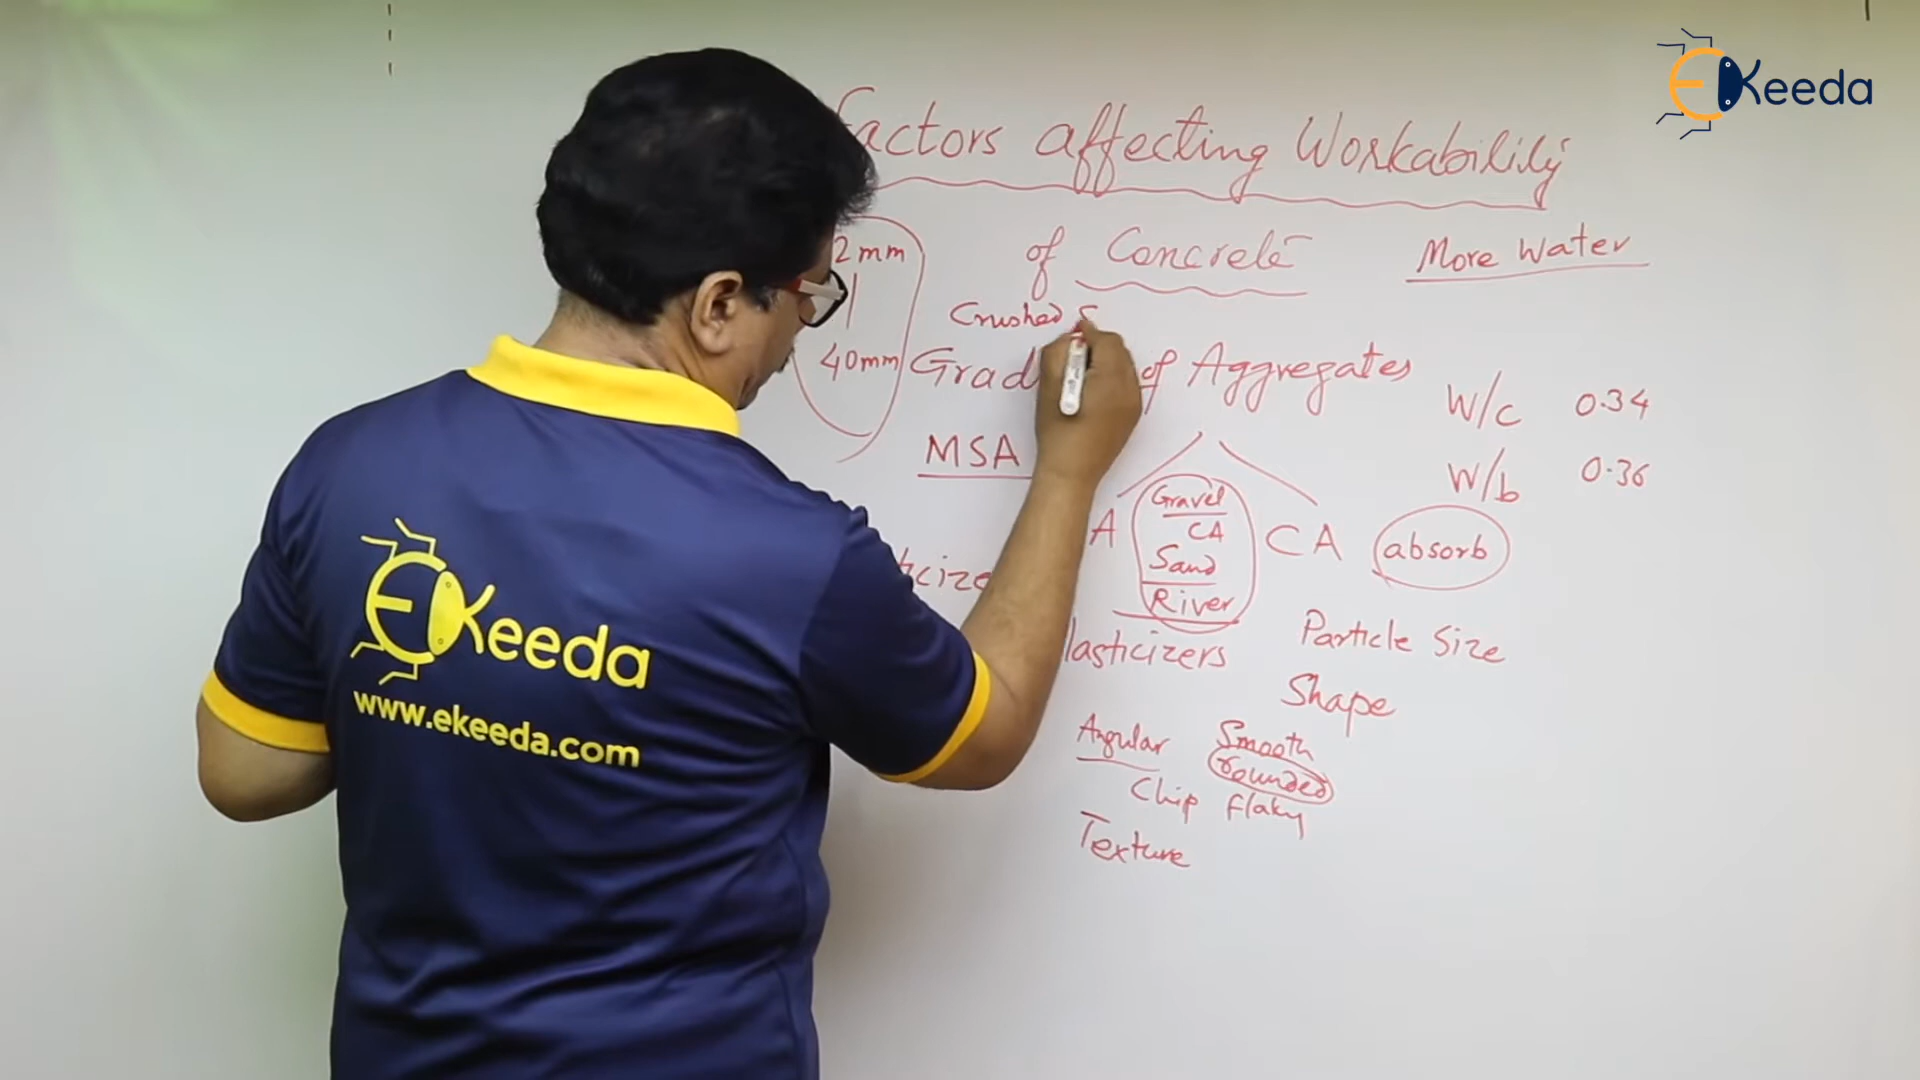 EKeeda
Factors affecting Workability
of Concrete
More Water
2mm
40mm
Crushed
of Aggregates
W/c 0.34
W/b 0.36
MSA
A
Gravel
CA
Sand
River
CA
absorb
lasticizers
Particle Size
Shape
Angular
Smooth
rounded
Chip
flaky
Texture
EKeeda
www.ekeeda.com